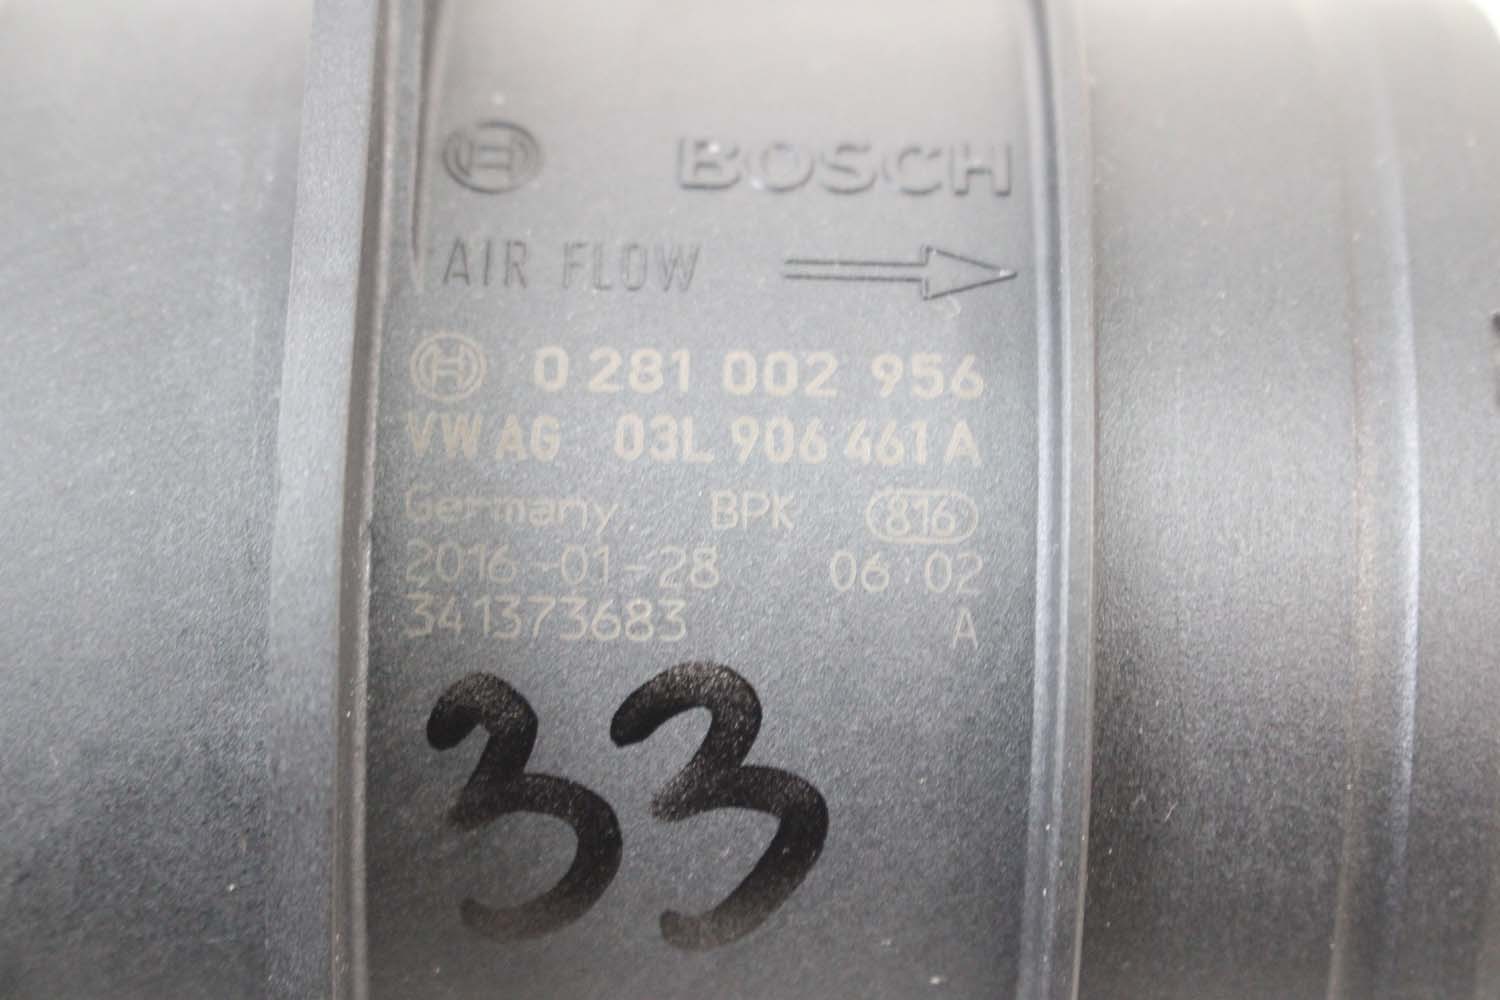 BOSCH
AIR FLOW
0 281 002 956
VW AG 03L 906 461 A
Germany BPK 816
2016-01-28 06:02
341373683 A
33